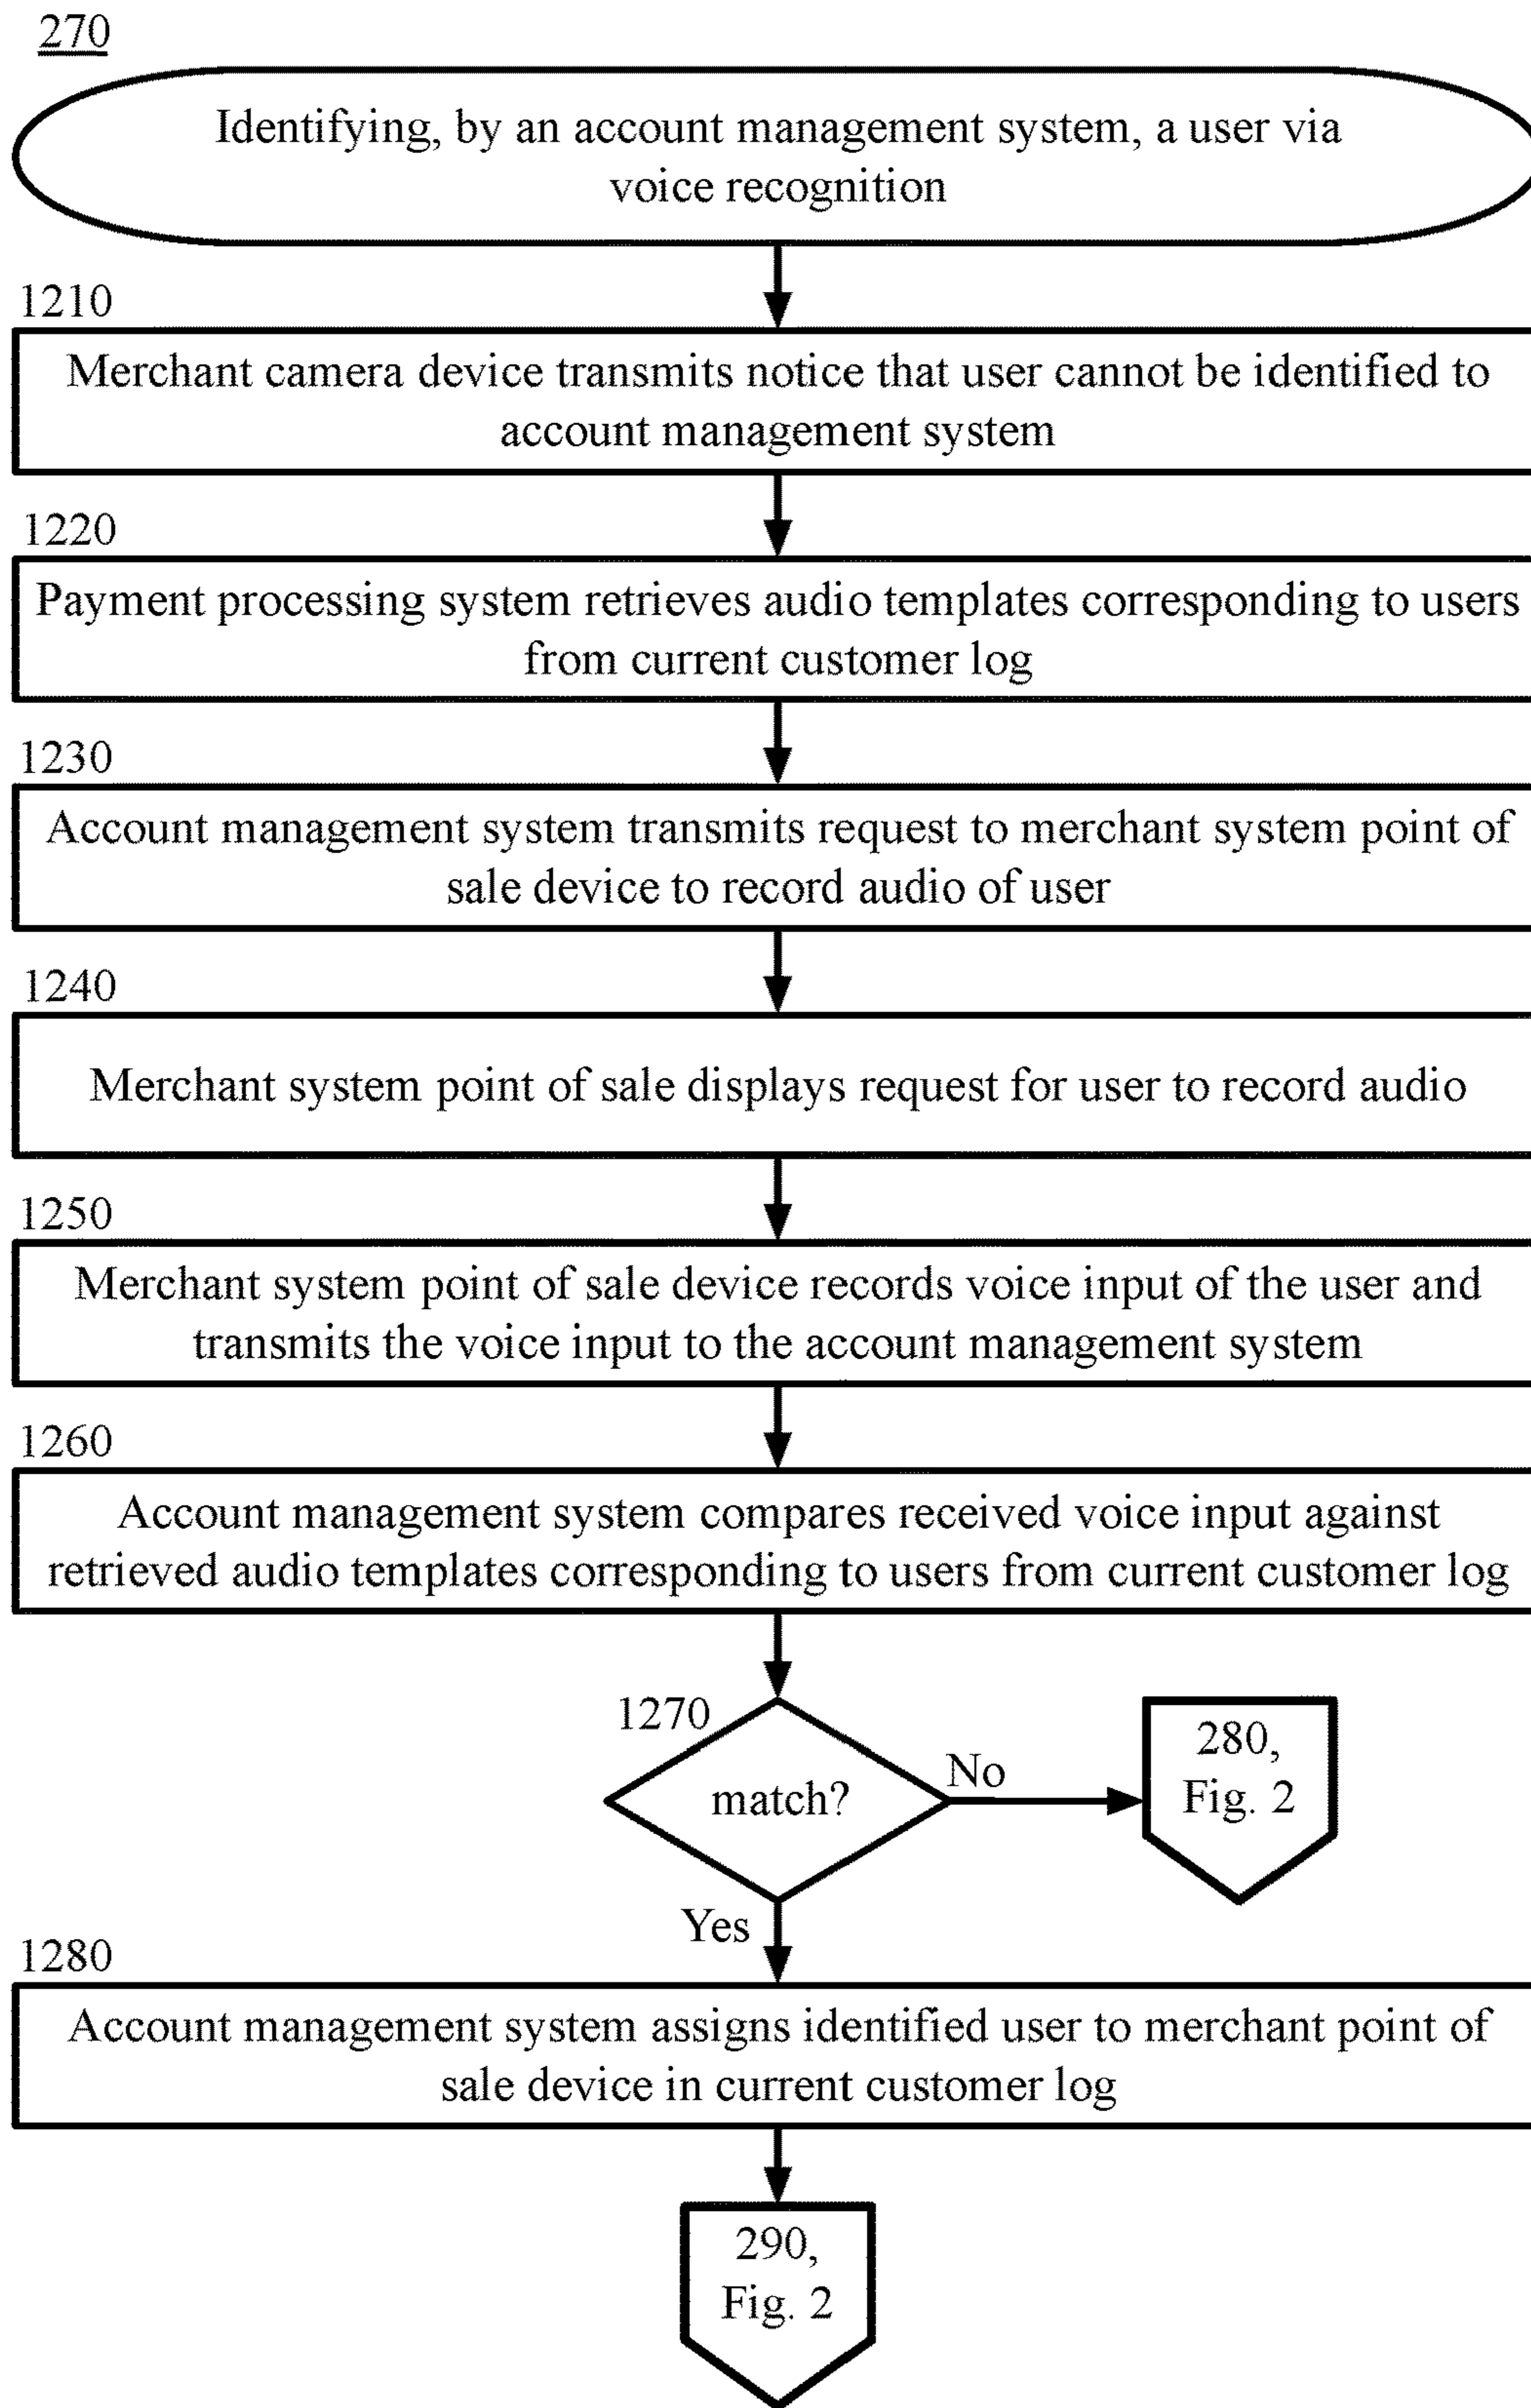 270
Identifying, by an account management system, a user via
voice recognition
1210
Merchant camera device transmits notice that user cannot be identified to
account management system
1220
Payment processing system retrieves audio templates corresponding to users
from current customer log
1230
Account management system transmits request to merchant system point of
sale device to record audio of user
1240
Merchant system point of sale displays request for user to record audio
1250
Merchant system point of sale device records voice input of the user and
transmits the voice input to the account management system
1260
Account management system compares received voice input against
retrieved audio templates corresponding to users from current customer log
1270
match?
No
280,
Fig. 2
Yes
1280
Account management system assigns identified user to merchant point of
sale device in current customer log
290,
Fig. 2